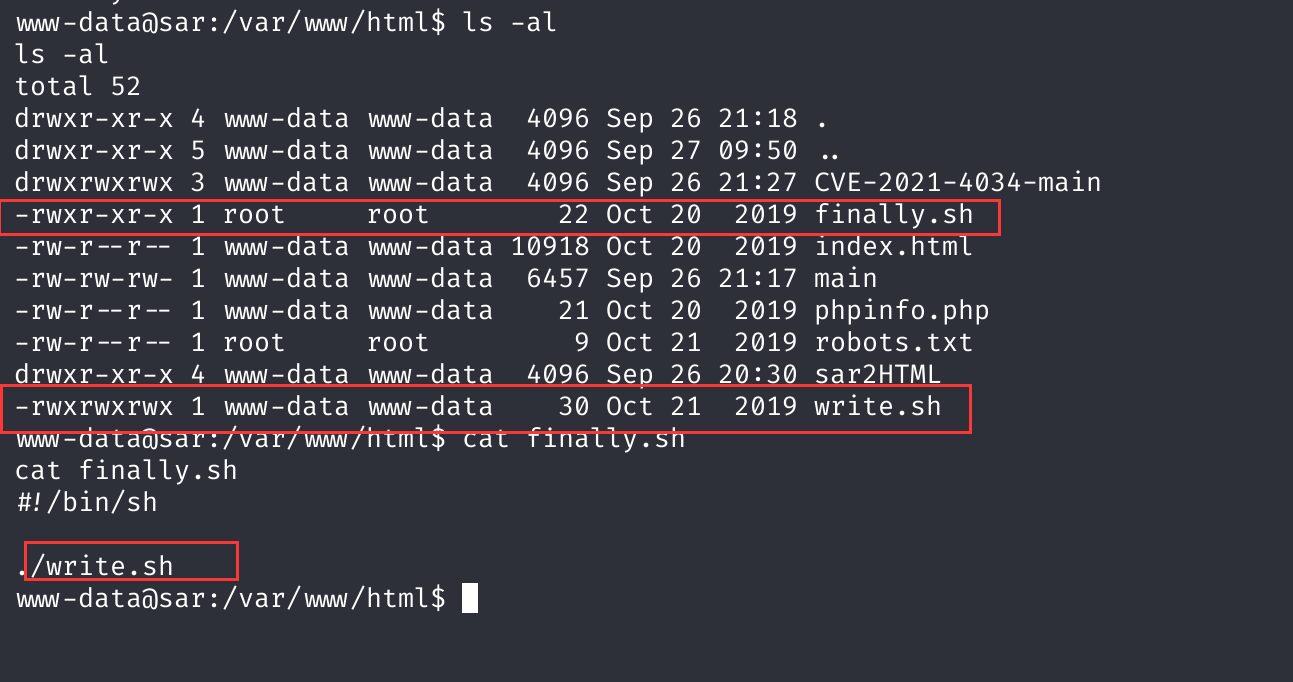 www-data@sar:/var/www/html$ ls -al
ls -al
total 52
drwxr-xr-x 4 www-data www-data  4096 Sep 26 21:18 .
drwxr-xr-x 5 www-data www-data  4096 Sep 27 09:50 ..
drwxrwxrwx 3 www-data www-data  4096 Sep 26 21:27 CVE-2021-4034-main
-rwxr-xr-x 1 root     root        22 Oct 20  2019 finally.sh
-rw-r--r-- 1 www-data www-data 10918 Oct 20  2019 index.html
-rw-rw-rw- 1 www-data www-data  6457 Sep 26 21:17 main
-rw-r--r-- 1 www-data www-data    21 Oct 20  2019 phpinfo.php
-rw-r--r-- 1 root     root         9 Oct 21  2019 robots.txt
drwxr-xr-x 4 www-data www-data  4096 Sep 26 20:30 sar2HTML
-rwxrwxrwx 1 www-data www-data    30 Oct 21  2019 write.sh
www-data@sar:/var/www/html$ cat finally.sh
cat finally.sh
#!/bin/sh
./write.sh
www-data@sar:/var/www/html$